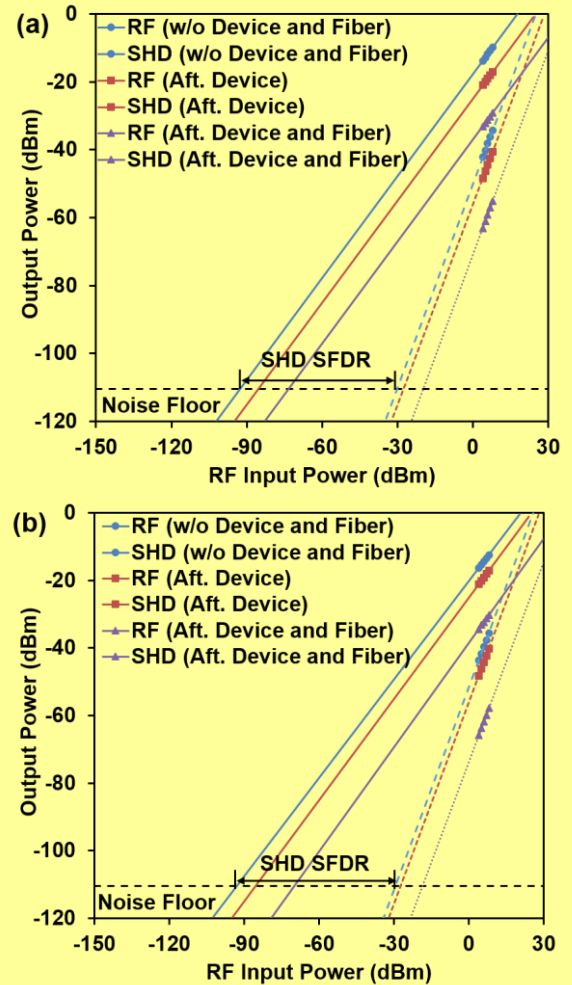 (a)
RF (w/o Device and Fiber)
SHD (w/o Device and Fiber)
RF (Aft. Device)
SHD (Aft. Device)
RF (Aft. Device and Fiber)
SHD (Aft. Device and Fiber)
0
-20
-40
-60
-80
-100
-120
Output Power (dBm)
SHD SFDR
Noise Floor
-150 -120 -90 -60 -30 0 30
RF Input Power (dBm)
(b)
RF (w/o Device and Fiber)
SHD (w/o Device and Fiber)
RF (Aft. Device)
SHD (Aft. Device)
RF (Aft. Device and Fiber)
SHD (Aft. Device and Fiber)
0
-20
-40
-60
-80
-100
-120
Output Power (dBm)
SHD SFDR
Noise Floor
-150 -120 -90 -60 -30 0 30
RF Input Power (dBm)